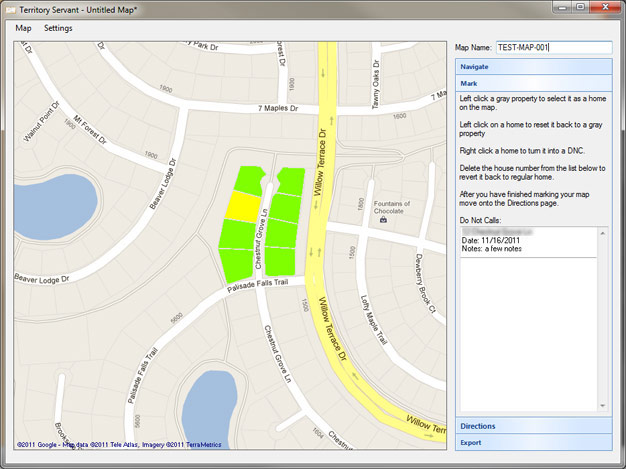 Territory Servant - Untitled Map*
Map Settings
Map Name: TEST-MAP-001
Navigate
Mark
Left click a gray property to select it as a home
on the map.
Left click on a home to reset it back to a gray
property
Right click a home to turn it into a DNC.
Delete the house number from the list below to
revert it back to regular home.
After you have finished marking your map
move onto the Directions page.
Do Not Calls:
Date: 11/16/2011
Notes: a few notes
Directions
Export
Park Dr
1900
1900
1800
Tawny Oaks Dr
7 Maples Dr
7 Ma
1600
Walnut Point Dr
Mt Forest Dr
Beaver Lodge Dr
Beaver Lodge Dr
Willow Terrace Dr
1800
Fountains of
Chocolate
Chestnut Grove Ln
Dewberry Brook Ct
Palisade Falls Trail
1500
5600
Willow Terrace Dr
Lofty Maple Trail
Palisade Falls Trail
Chestnut Grove Ln
5600
Willow Terra
1604
Chestnut
Brooks
©2011 Google - Map data ©2011 Tele Atlas, Imagery ©2011 TerraMetrics